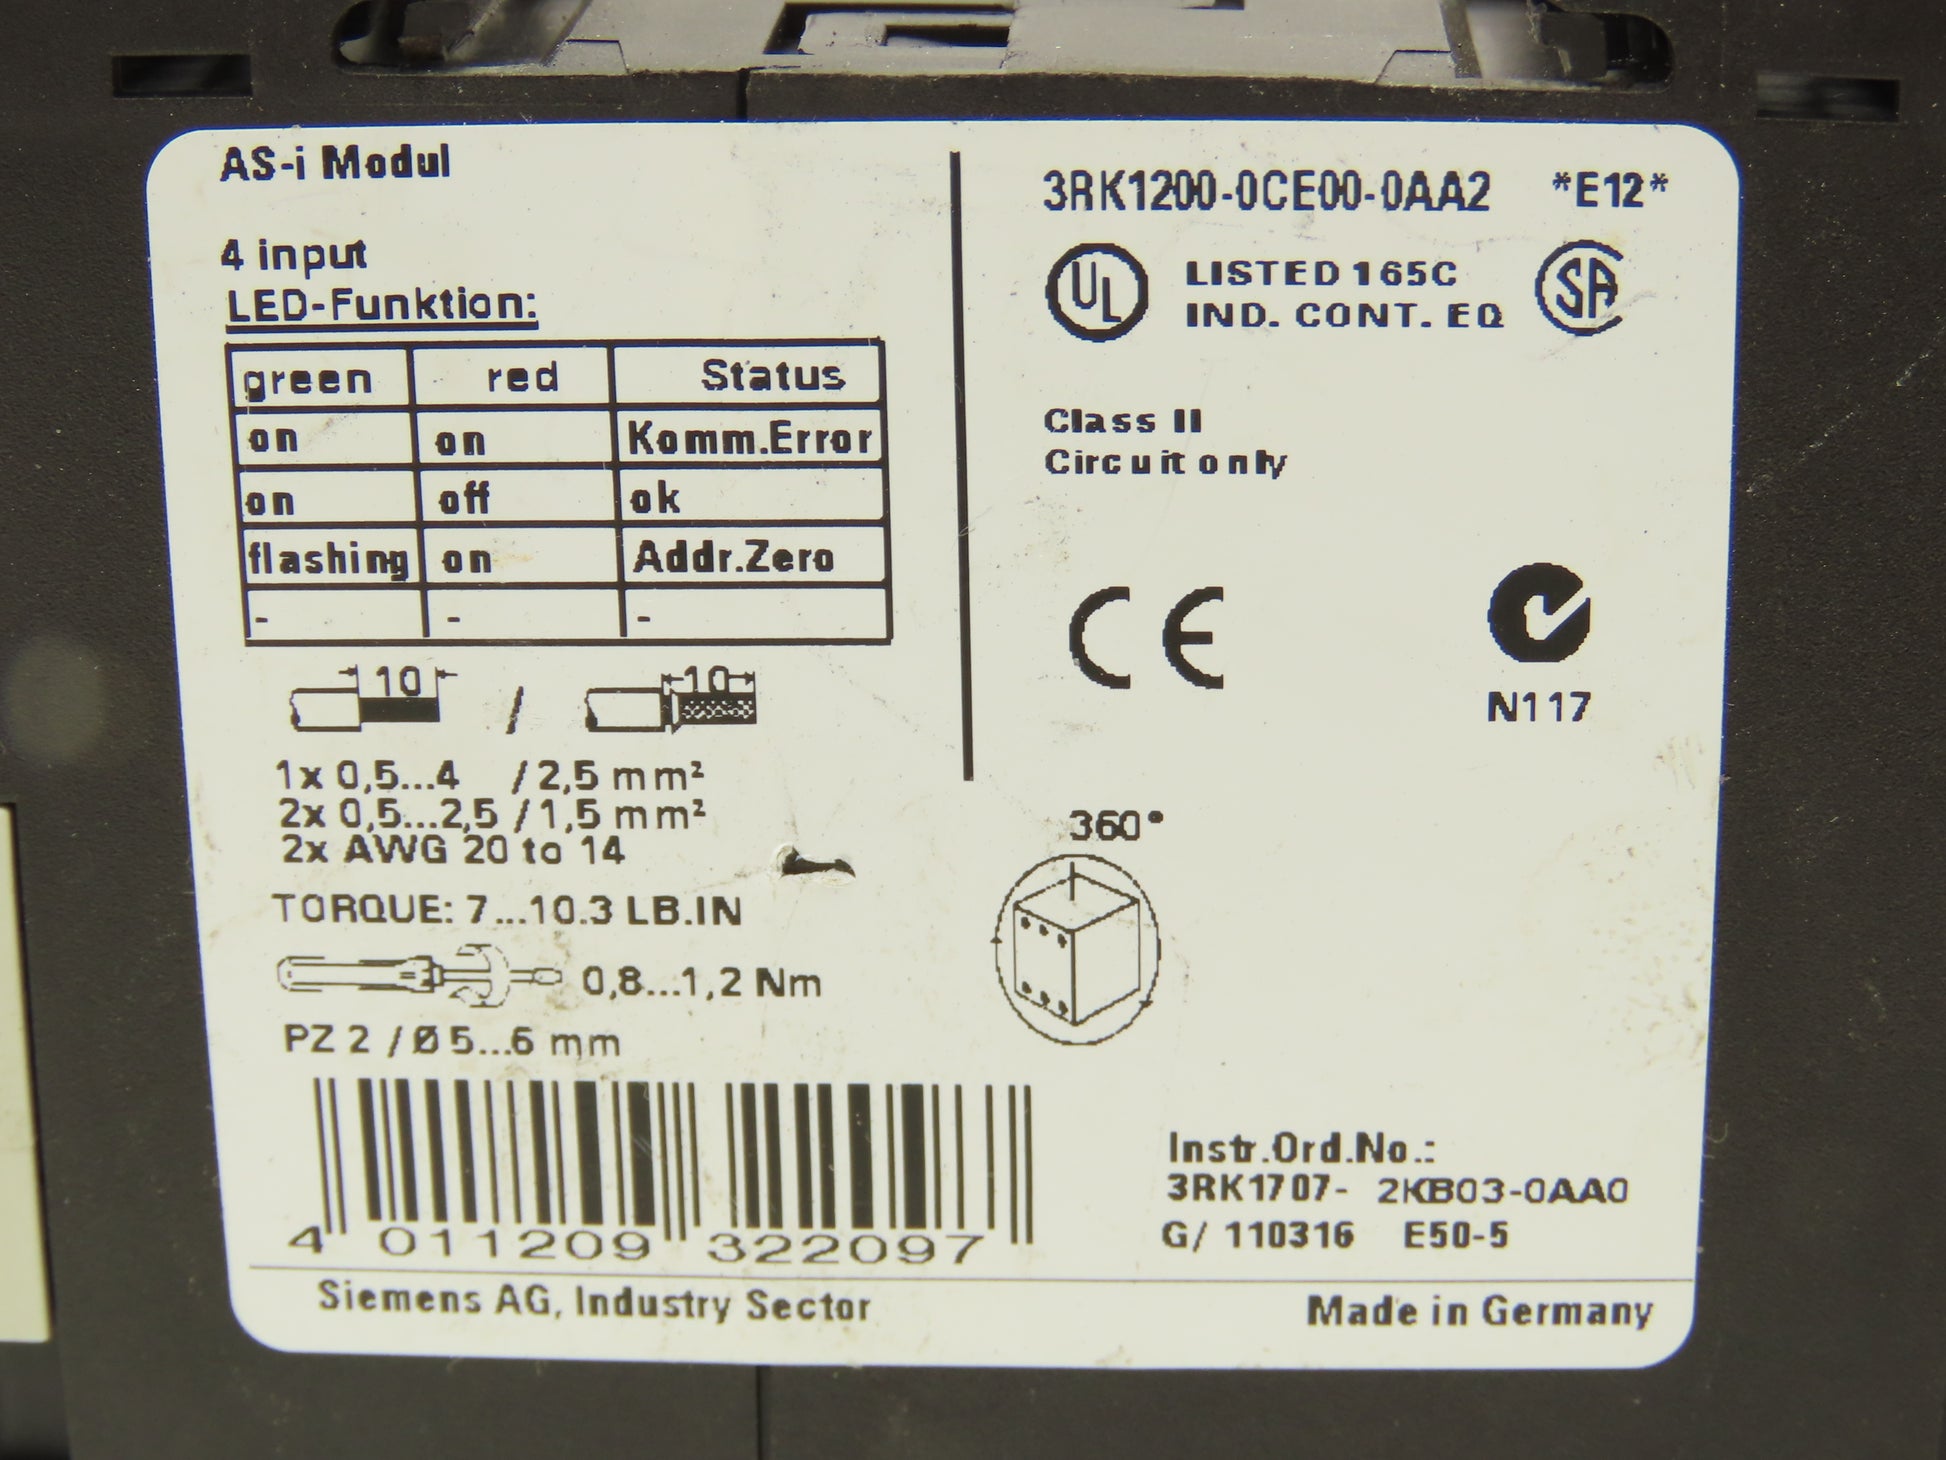 AS-i Modul
4 input
LED-Funktion:
green red Status
on on Komm.Error
on off ok
flashing on Addr.Zero
- - -
10 / 10
1x 0,5...4 / 2,5 mm²
2x 0,5...2,5 / 1,5 mm²
2x AWG 20 to 14
TORQUE: 7...10.3 LB.IN
0,8...1,2 Nm
PZ 2 / Ø 5...6 mm
4 011209 322097
Siemens AG, Industry Sector
3RK1200-0CE00-0AA2 *E12*
UL LISTED 165C SA
IND. CONT. EQ
Class II
Circuit only
CE
N117
360°
Instr.Ord.No.:
3RK1707- 2KB03-0AA0
G/ 110316 E50-5
Made in Germany